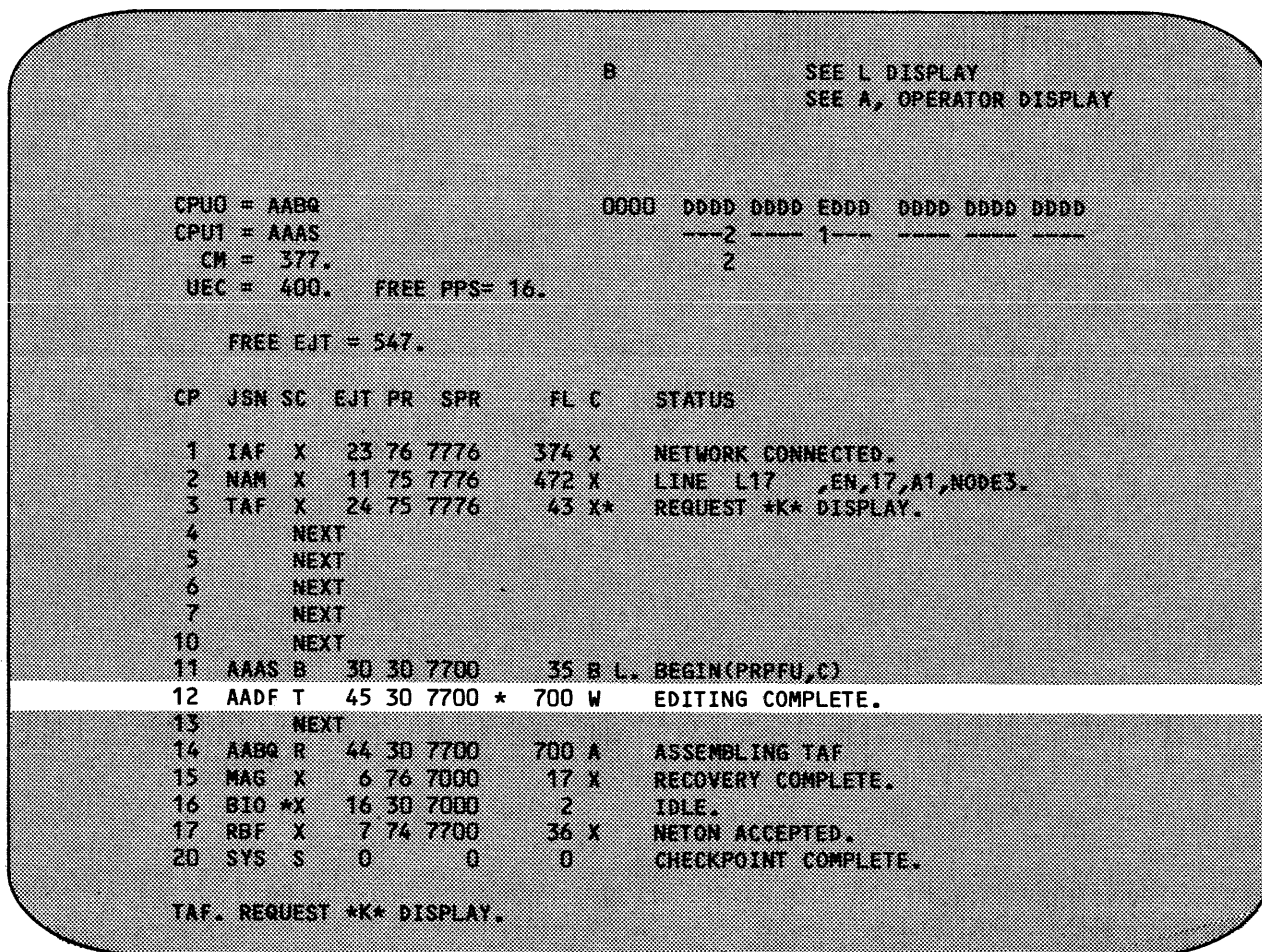 B SEE L DISPLAY
SEE A, OPERATOR DISPLAY
CPU0 = AABQ 0000 DDDD DDDD EDDD DDDD DDDD DDDD
CPU1 = AAAS ---2 ---- 1--- ---- ---- ----
CM = 377. 2
UEC = 400. FREE PPS= 16.
FREE EJT = 547.
CP JSN SC EJT PR SPR FL C STATUS
1 IAF X 23 76 7776 374 X NETWORK CONNECTED.
2 NAM X 11 75 7776 472 X LINE L17 ,EN,17,A1,NODE3.
3 TAF X 24 75 7776 43 X* REQUEST *K* DISPLAY.
4 NEXT
5 NEXT
6 NEXT
7 NEXT
10 NEXT
11 AAAS B 30 30 7700 35 B L. BEGIN(PRPFU,C)
12 AADF T 45 30 7700 * 700 W EDITING COMPLETE.
13 NEXT
14 AABQ R 44 30 7700 700 A ASSEMBLING TAF
15 MAG X 6 76 7000 17 X RECOVERY COMPLETE.
16 BIO *X 16 30 7000 2 IDLE.
17 RBF X 7 74 7700 36 X NETON ACCEPTED.
20 SYS S 0 0 0 CHECKPOINT COMPLETE.
TAF. REQUEST *K* DISPLAY.